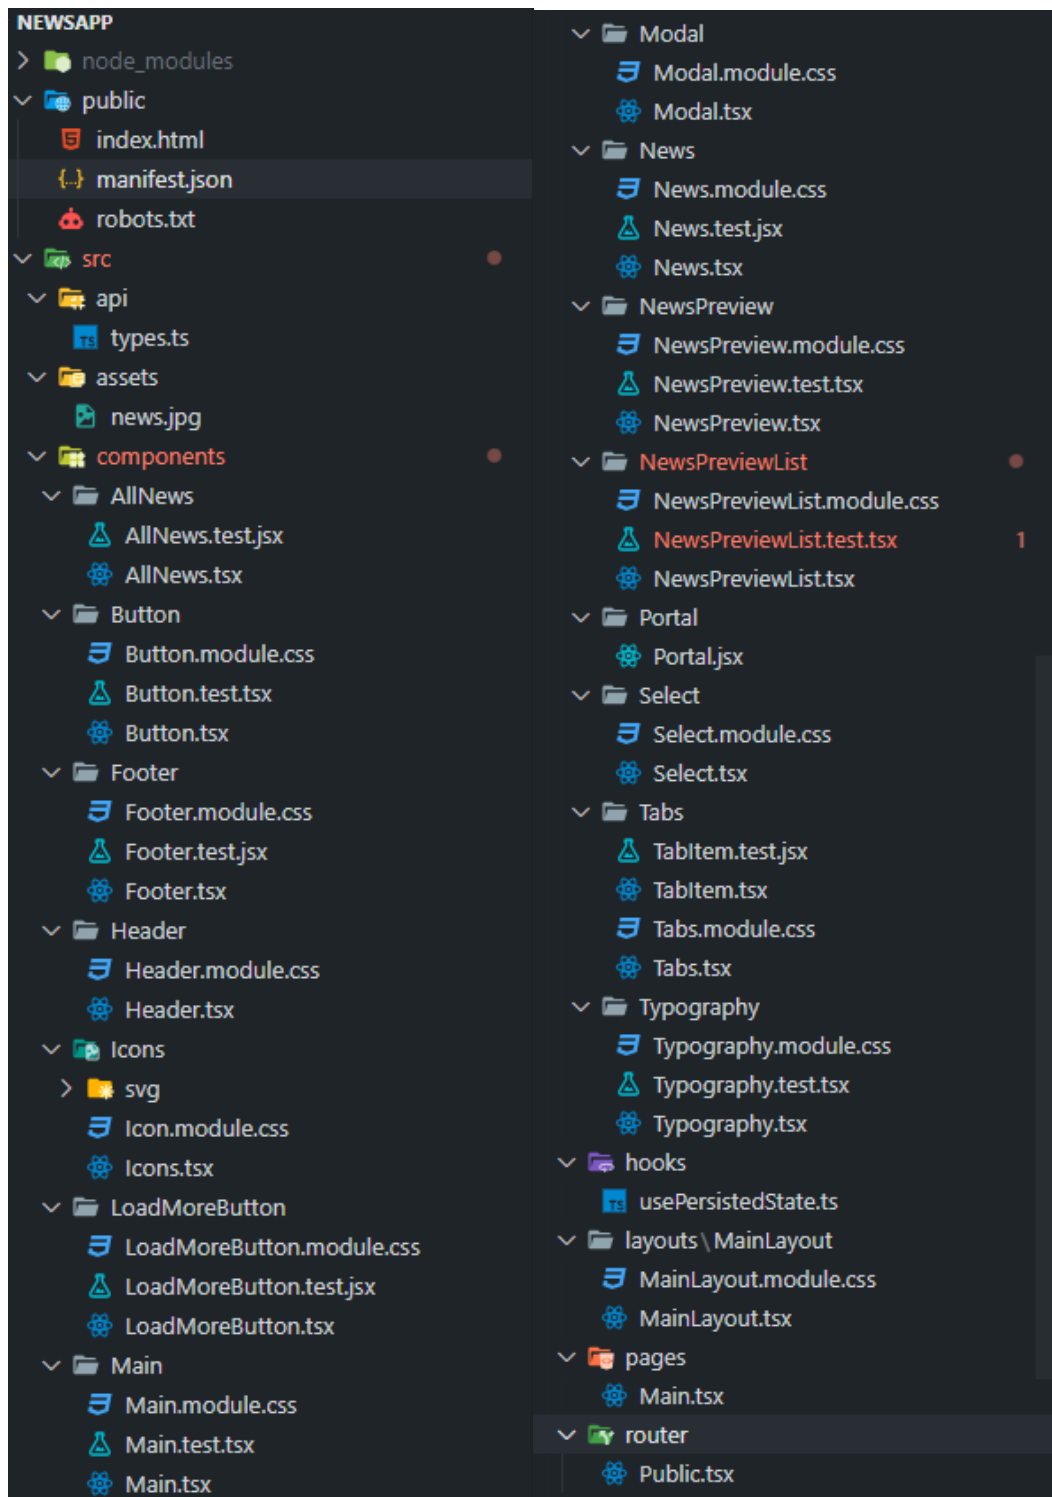 NEWSAPP
node_modules
public
index.html
manifest.json
robots.txt
src
api
types.ts
assets
news.jpg
components
AllNews
AllNews.test.jsx
AllNews.tsx
Button
Button.module.css
Button.test.tsx
Button.tsx
Footer
Footer.module.css
Footer.test.jsx
Footer.tsx
Header
Header.module.css
Header.tsx
Icons
svg
Icon.module.css
Icons.tsx
LoadMoreButton
LoadMoreButton.module.css
LoadMoreButton.test.jsx
LoadMoreButton.tsx
Main
Main.module.css
Main.test.tsx
Main.tsx
Modal
Modal.module.css
Modal.tsx
News
News.module.css
News.test.jsx
News.tsx
NewsPreview
NewsPreview.module.css
NewsPreview.test.tsx
NewsPreview.tsx
NewsPreviewList
NewsPreviewList.module.css
NewsPreviewList.test.tsx 1
NewsPreviewList.tsx
Portal
Portal.jsx
Select
Select.module.css
Select.tsx
Tabs
TabItem.test.jsx
TabItem.tsx
Tabs.module.css
Tabs.tsx
Typography
Typography.module.css
Typography.test.tsx
Typography.tsx
hooks
usePersistedState.ts
layouts\MainLayout
MainLayout.module.css
MainLayout.tsx
pages
Main.tsx
router
Public.tsx